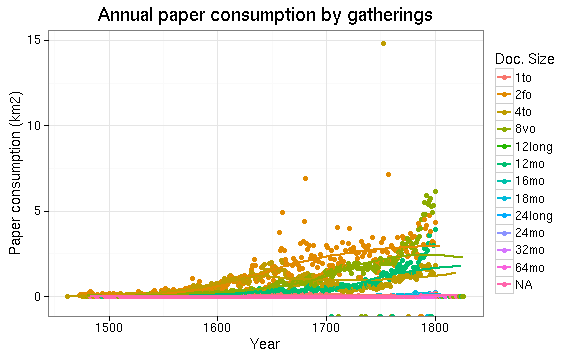 Annual paper consumption by gatherings
15
10
5
0
Paper consumption (km2)
1500
1600
1700
1800
Year
Doc. Size
1to
2fo
4to
8vo
12long
12mo
16mo
18mo
24long
24mo
32mo
64mo
NA